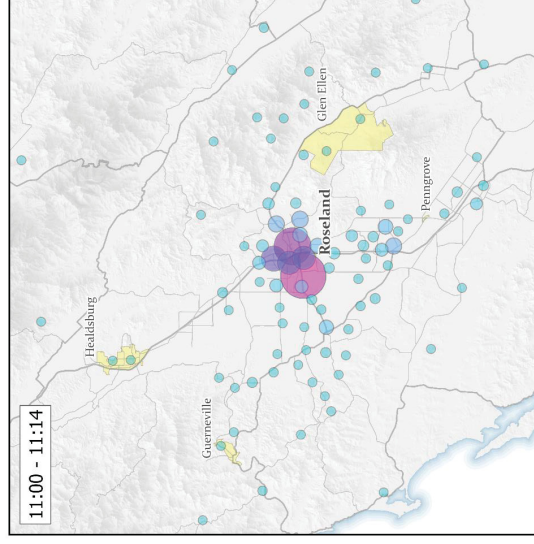 11:00 - 11:14
Healdsburg
Guerneville
Roseland
Glen Ellen
Penngrove